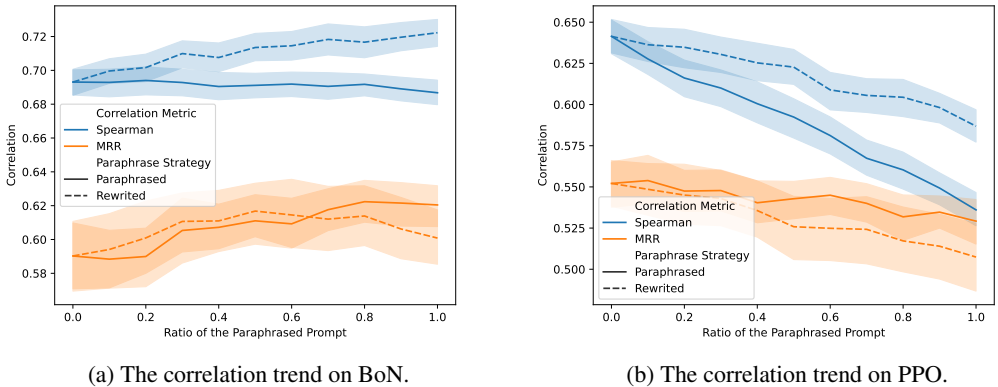 0.72
0.70
0.68
0.66
0.64
0.62
0.60
0.58
Correlation
Correlation Metric
Spearman
MRR
Paraphrase Strategy
Paraphrased
Rewrited
0.0 0.2 0.4 0.6 0.8 1.0
Ratio of the Paraphrased Prompt
(a) The correlation trend on BoN.
0.650
0.625
0.600
0.575
0.550
0.525
0.500
Correlation
Correlation Metric
Spearman
MRR
Paraphrase Strategy
Paraphrased
Rewrited
0.0 0.2 0.4 0.6 0.8 1.0
Ratio of the Paraphrased Prompt
(b) The correlation trend on PPO.